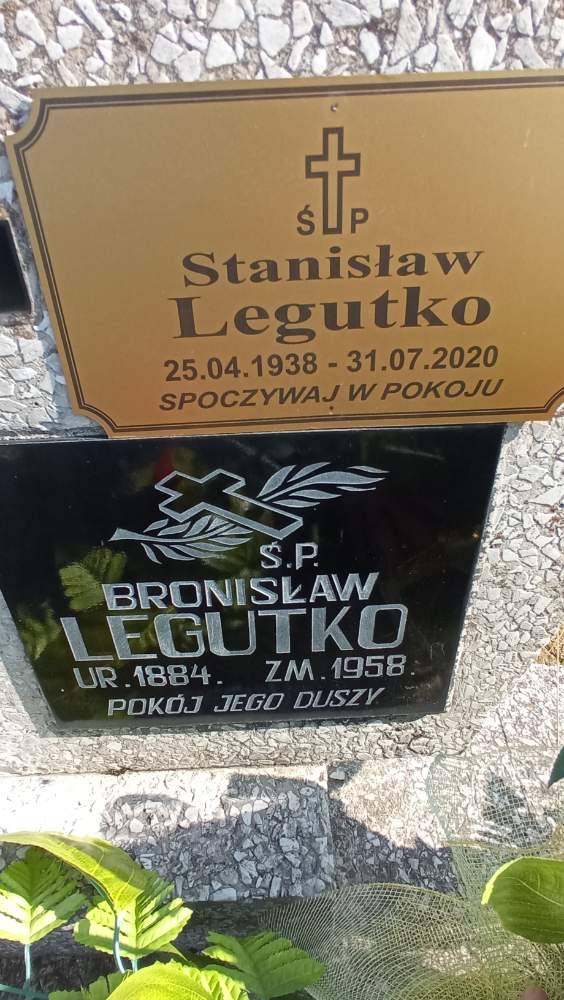 Ś P
Stanisław
Legutko
25.04.1938 - 31.07.2020
SPOCZYWAJ W POKOJU
Ś.P.
BRONISŁAW
LEGUTKO
UR.1884. ZM.1958.
POKÓJ JEGO DUSZY